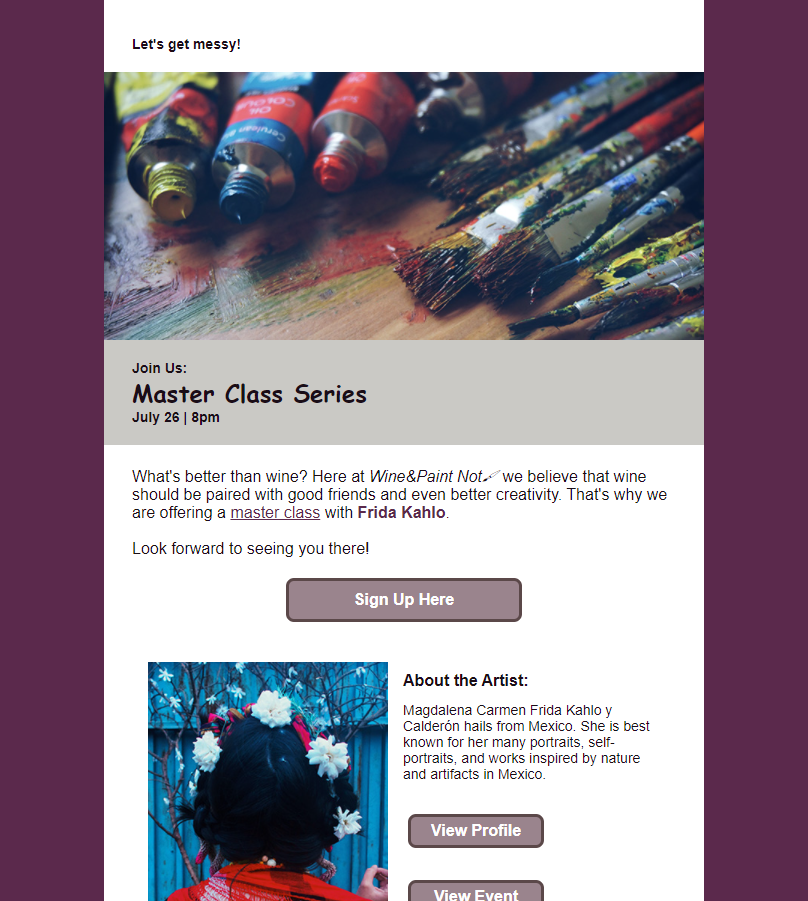 Let's get messy!
OIL
COLOUR
Cerulean
Join Us:
Master Class Series
July 26 | 8pm
What's better than wine? Here at Wine&Paint Not🖌 we believe that wine
should be paired with good friends and even better creativity. That's why we
are offering a master class with Frida Kahlo.
Look forward to seeing you there!
Sign Up Here
About the Artist:
Magdalena Carmen Frida Kahlo y
Calderón hails from Mexico. She is best
known for her many portraits, self-
portraits, and works inspired by nature
and artifacts in Mexico.
View Profile
View Event